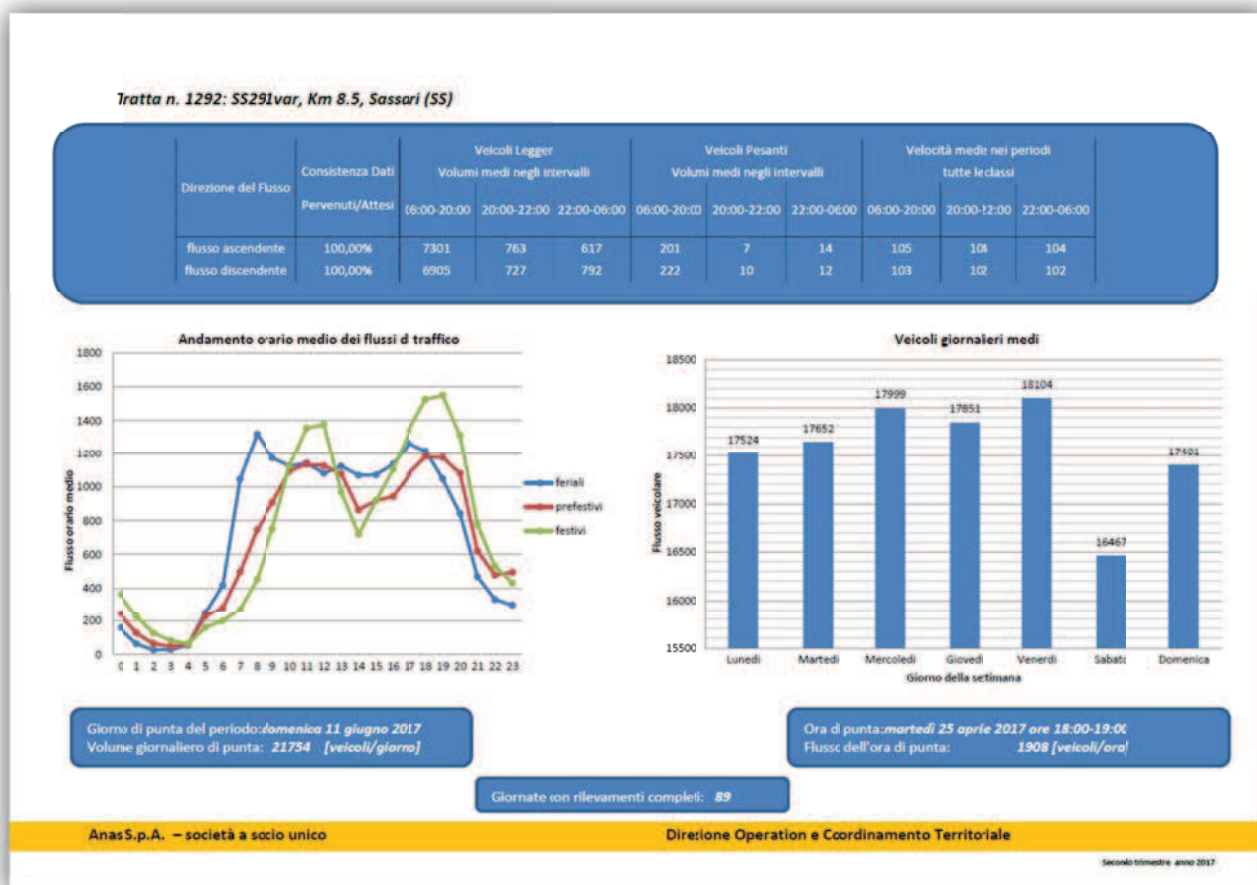 Tratta n. 1292: SS291var, Km 8.5, Sassari (SS)
Direzione del Flusso
Consistenza Dati
Pervenuti/Attesi
Veicoli Legger
Volumi medi negli intervalli
Veicoli Pesanti
Volumi medi negli intervalli
Velocità medie nei periodi
tutte le classi
06:00-20:00 20:00-22:00 22:00-06:00 06:00-20:00 20:00-22:00 22:00-06:00 06:00-20:00 20:00-22:00 22:00-06:00
flusso ascendente 100,00% 7301 763 617 201 7 14 105 104 104
flusso discendente 100,00% 6905 727 792 222 10 12 103 102 102
Andamento orario medio dei flussi d traffico
Flusso orario medio
1800
1600
1400
1200
1000
800
600
400
200
0
0 1 2 3 4 5 6 7 8 9 10 11 12 13 14 15 16 17 18 19 20 21 22 23
feriali
prefestivi
festivi
Veicoli giornalieri medi
Flusso veicolare
18500
18000
17500
17000
16500
16000
15500
17524
17652
17999
17851
18104
16467
17401
Lunedì Martedì Mercoledì Giovedì Venerdì Sabato Domenica
Giorno della settimana
Giorno di punta del periodo: domenica 11 giugno 2017
Volume giornaliero di punta: 21754 [veicoli/giorno]
Ora di punta: martedì 25 aprile 2017 ore 18:00-19:00
Flusso dell'ora di punta: 1908 [veicoli/ora]
Giornate con rilevamenti completi: 89
Anas S.p.A. – società a socio unico
Direzione Operation e Coordinamento Territoriale
Secondo trimestre anno 2017